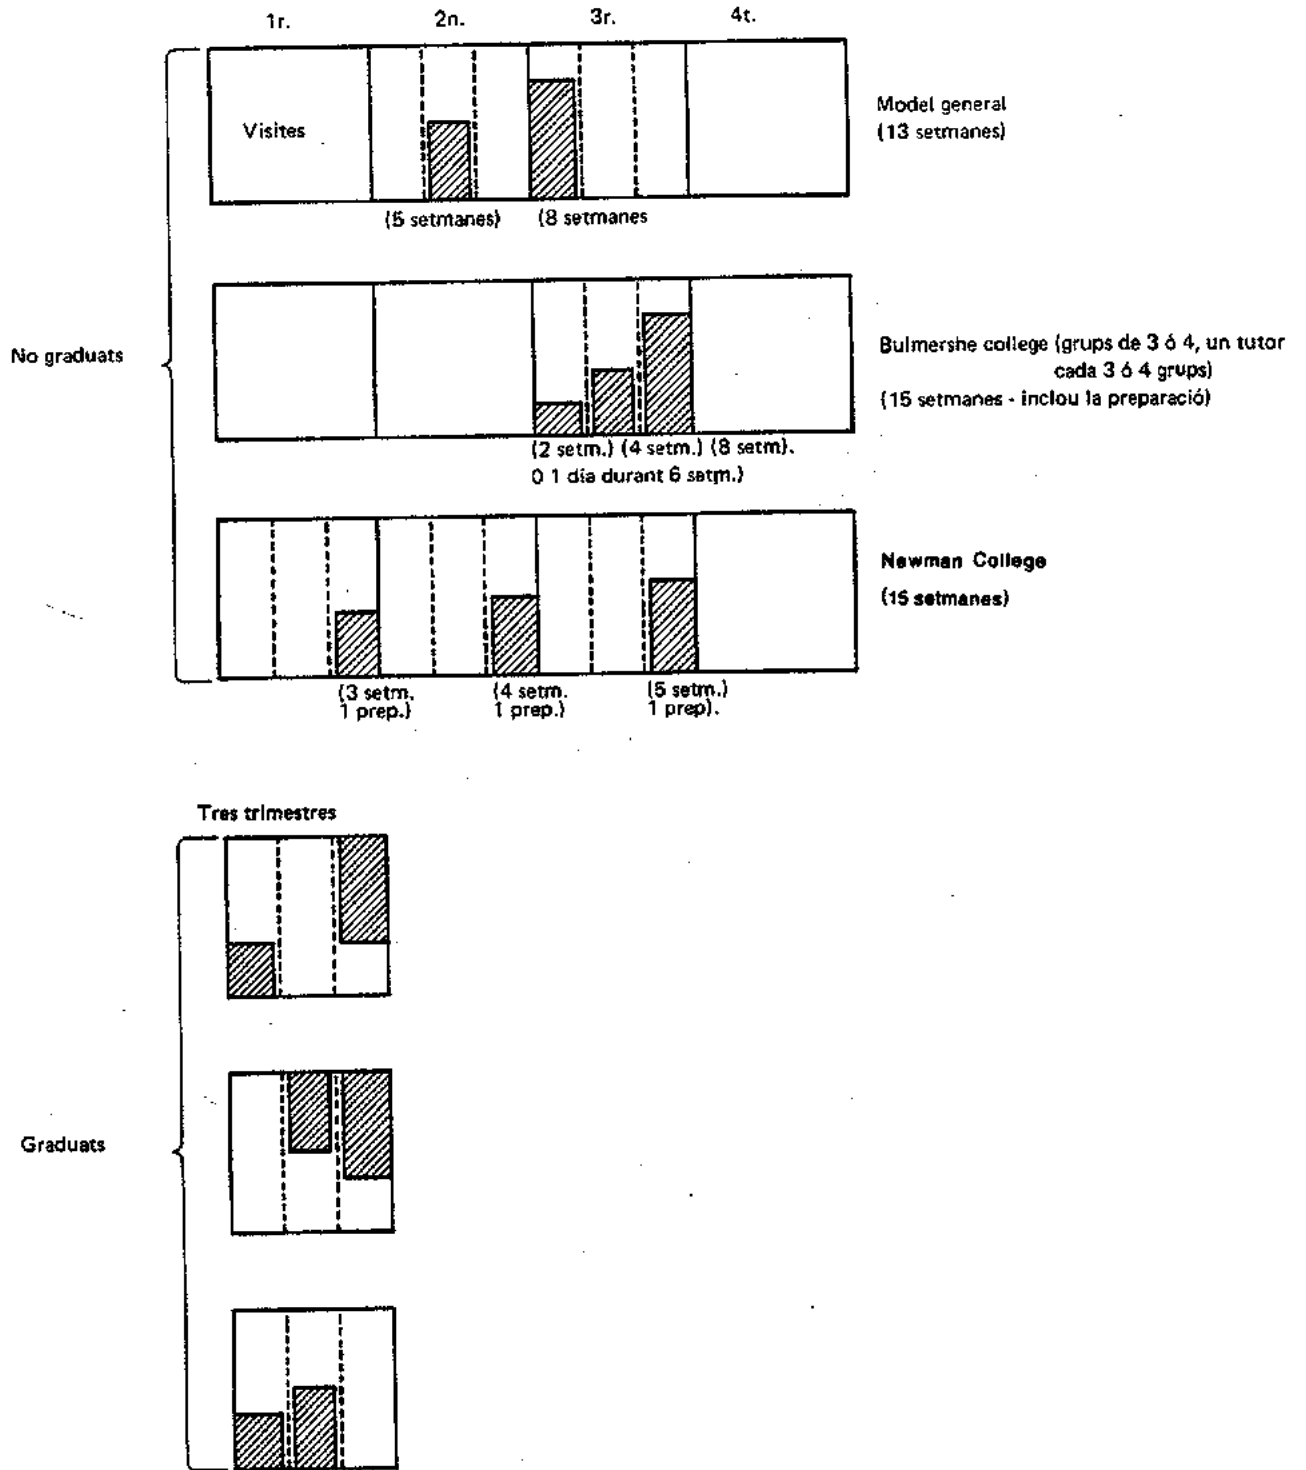 1r. 2n. 3r. 4t.
Visites
Model general
(13 setmanes)
(5 setmanes) (8 setmanes
No graduats
Bulmershe college (grups de 3 ó 4, un tutor
cada 3 ó 4 grups)
(15 setmanes - inclou la preparació)
(2 setm.) (4 setm.) (8 setm).
0 1 día durant 6 setm.)
Newman College
(15 setmanes)
(3 setm. (4 setm. (5 setm.)
1 prep.) 1 prep.) 1 prep).
Tres trimestres
Graduats